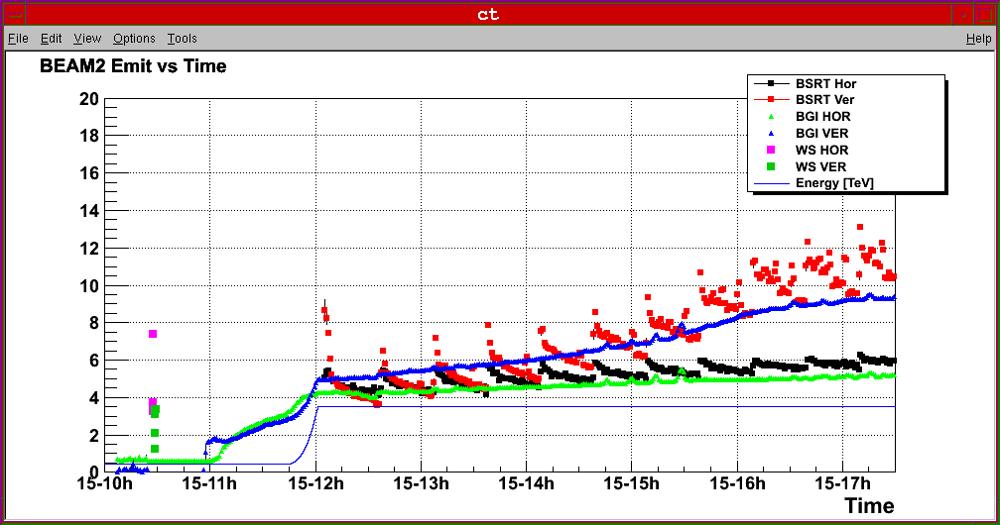 ct
File Edit View Options Tools Help
BEAM2 Emit vs Time
BSRT Hor
BSRT Ver
BGI HOR
BGI VER
WS HOR
WS VER
Energy [TeV]
20
18
16
14
12
10
8
6
4
2
0
15-10h 15-11h 15-12h 15-13h 15-14h 15-15h 15-16h 15-17h
Time